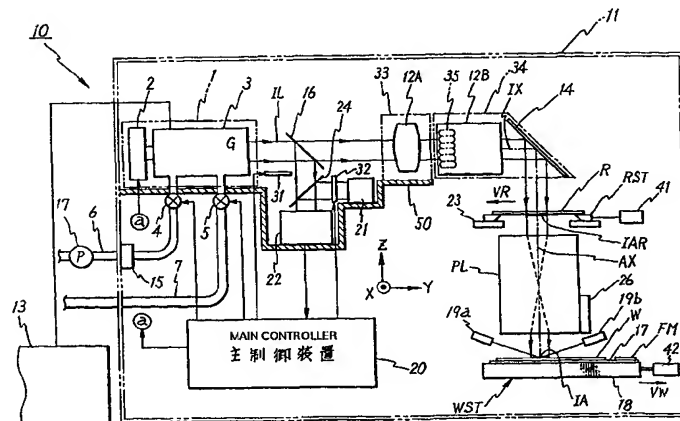 10
11
1
2
3
IL
16
24
33
12A
35
12B
34
IX
14
G
32
31
21
50
R
RST
41
VR
23
17
6
P
a
4
5
22
15
7
IAR
PL
AX
26
Z
X
Y
19a
19b
W
17
FM
13
a
MAIN CONTROLLER
主制御装置
20
42
WST
IA
18
VW